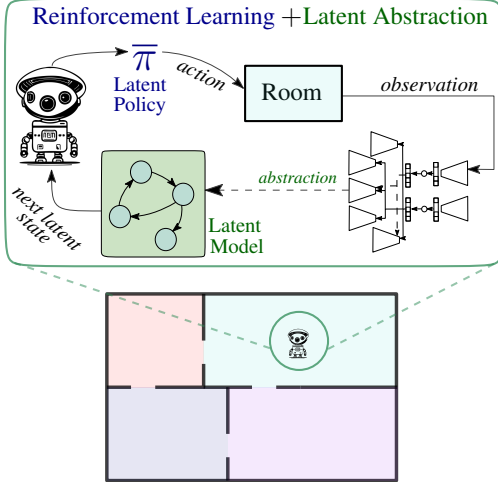 Reinforcement Learning +Latent Abstraction
π
Latent
Policy
action
Room
observation
abstraction
Latent
Model
next latent
state